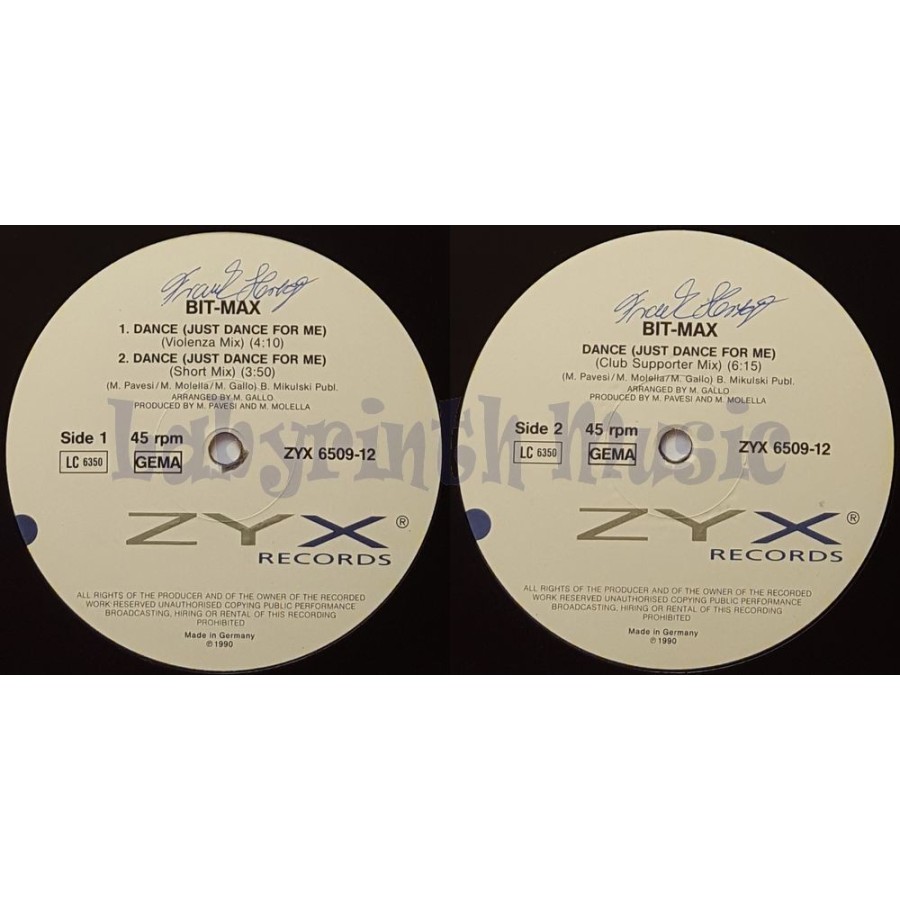 BIT-MAX
1. DANCE (JUST DANCE FOR ME)
(Violenza Mix) (4:10)
2. DANCE (JUST DANCE FOR ME)
(Short Mix) (3:50)
(M. Pavesi/M. Molella/M. Gallo) B. Mikulski Publ.
ARRANGED BY M. GALLO
PRODUCED BY M. PAVESI AND M. MOLELLA
Side 1 45 rpm
LC 6350 GEMA ZYX 6509-12
ZYX ®
RECORDS
ALL RIGHTS OF THE PRODUCER AND OF THE OWNER OF THE RECORDED
WORK RESERVED UNAUTHORISED COPYING PUBLIC PERFORMANCE
BROADCASTING, HIRING OR RENTAL OF THIS RECORDING
PROHIBITED
Made in Germany
℗ 1990
BIT-MAX
DANCE (JUST DANCE FOR ME)
(Club Supporter Mix) (6:15)
(M. Pavesi/M. Molella/M. Gallo) B. Mikulski Publ.
ARRANGED BY M. GALLO
PRODUCED BY M. PAVESI AND M. MOLELLA
Side 2 45 rpm
LC 6350 GEMA ZYX 6509-12
ZYX ®
RECORDS
ALL RIGHTS OF THE PRODUCER AND OF THE OWNER OF THE RECORDED
WORK RESERVED UNAUTHORISED COPYING PUBLIC PERFORMANCE
BROADCASTING, HIRING OR RENTAL OF THIS RECORDING
PROHIBITED
Made in Germany
℗ 1990
Labyrinth Music